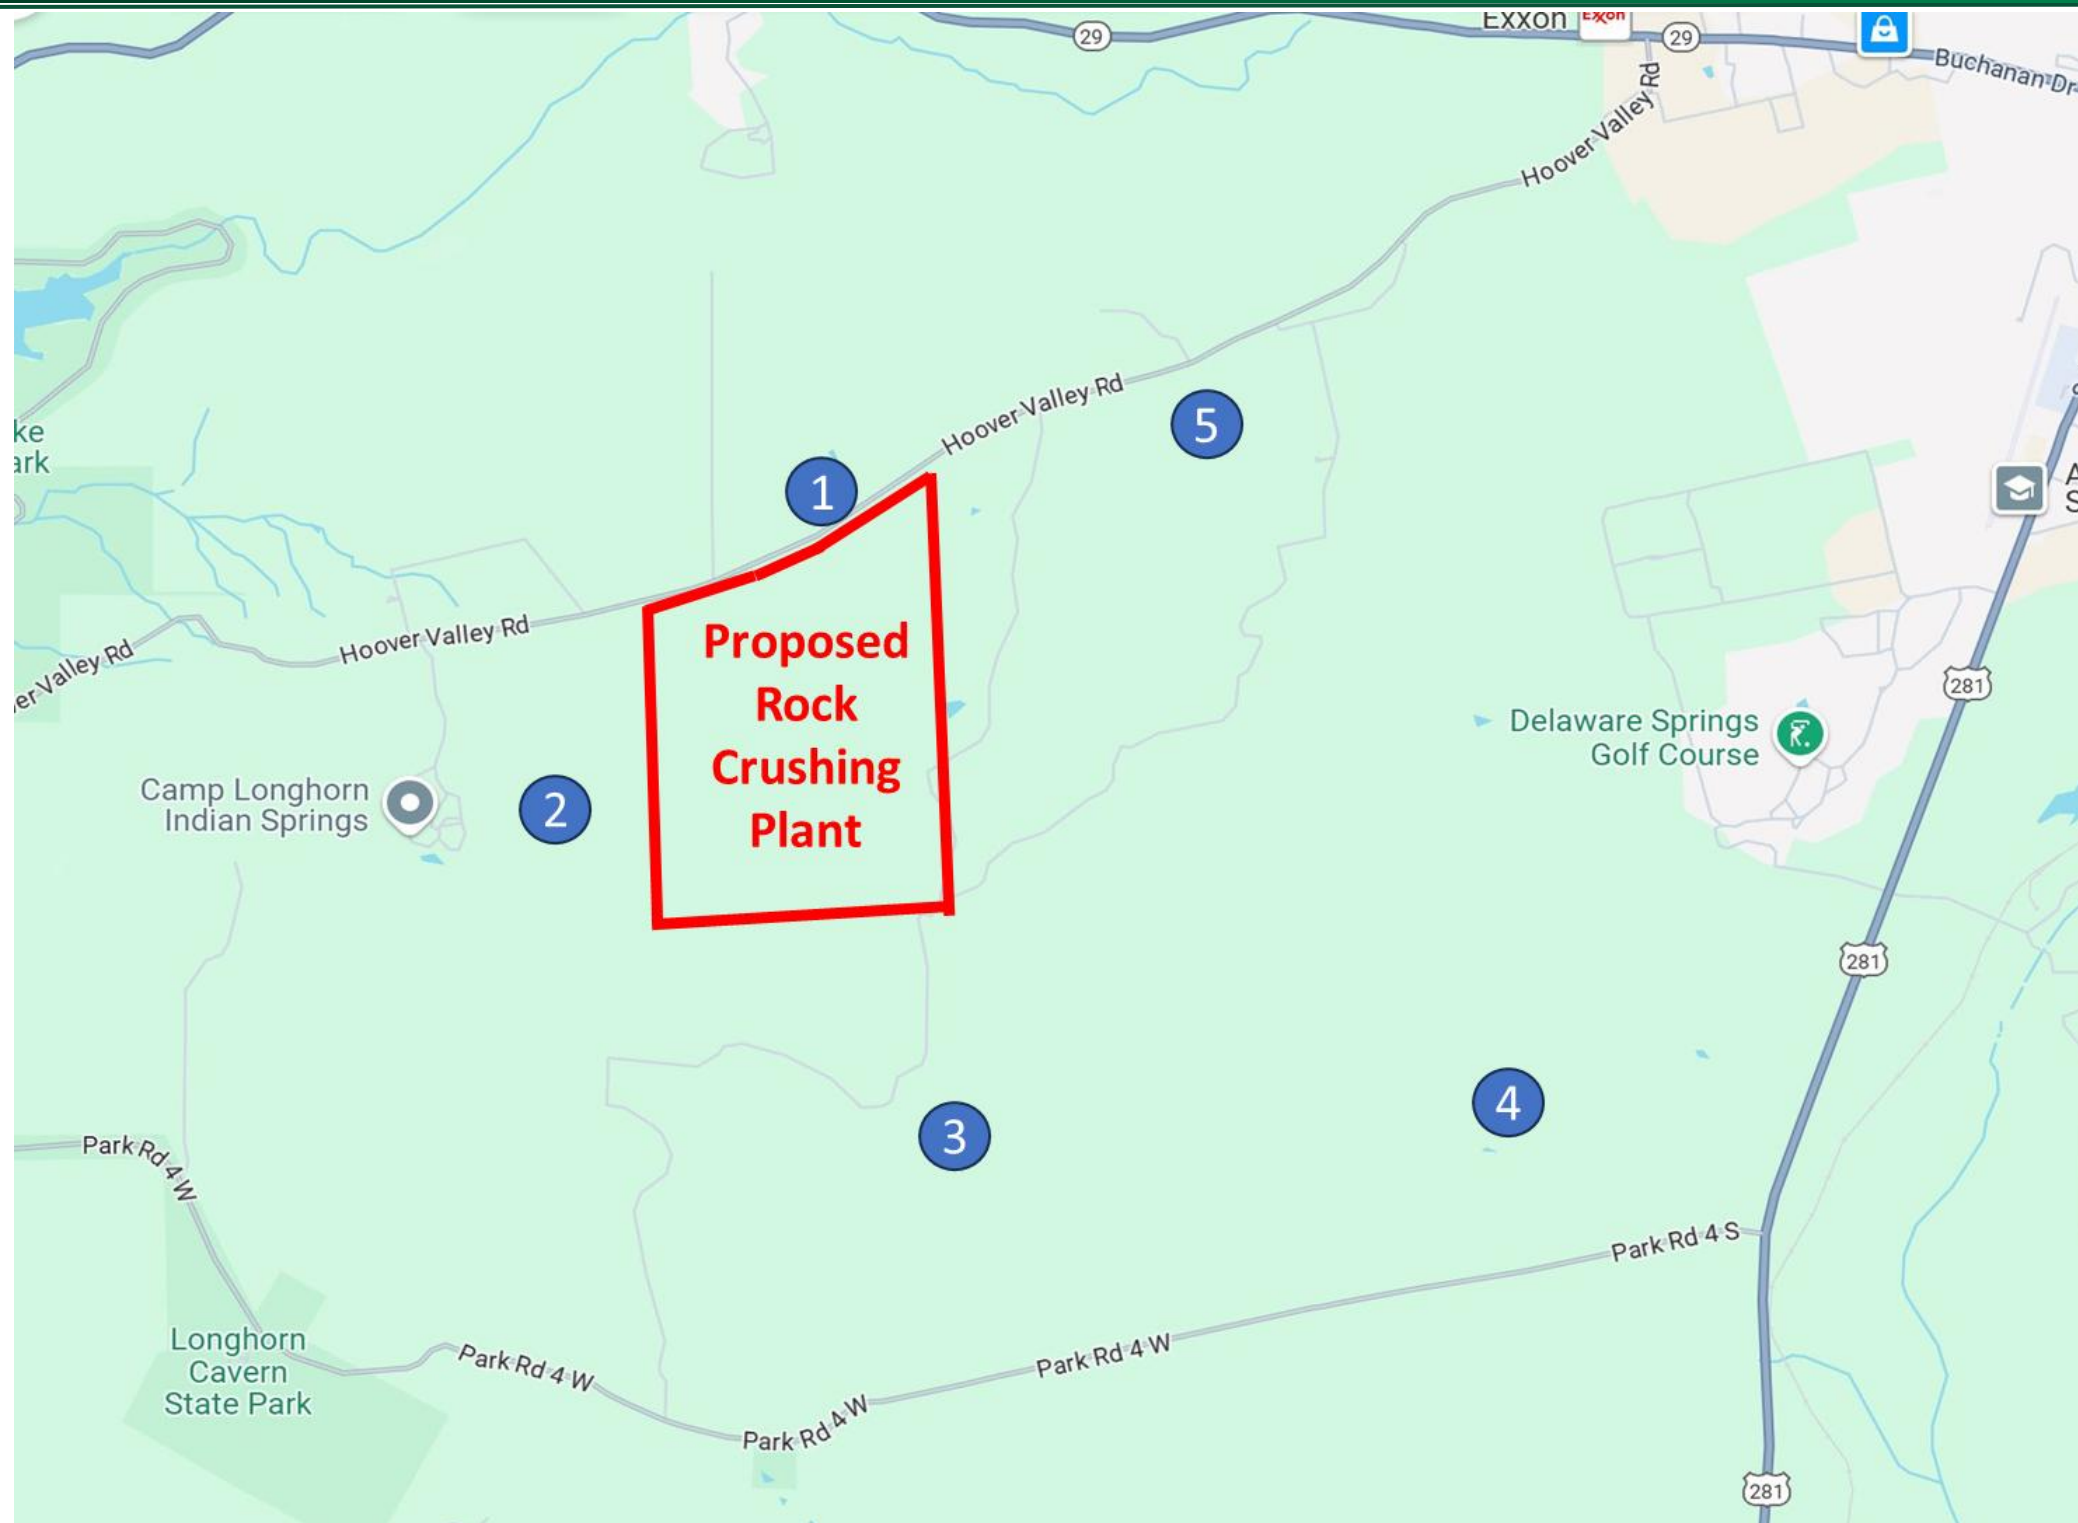 29
Exxon
Exxon
29
Buchanan Dr
Hoover Valley Rd
Hoover Valley Rd
Hoover Valley Rd
5
ke
ark
1
Hoover Valley Rd
er Valley Rd
Proposed
Rock
Crushing
Plant
281
Delaware Springs
Golf Course
Camp Longhorn
Indian Springs
2
281
4
3
Park Rd 4 W
Park Rd 4 S
Longhorn
Cavern
State Park
Park Rd 4 W
Park Rd 4 W
Park Rd 4 W
281